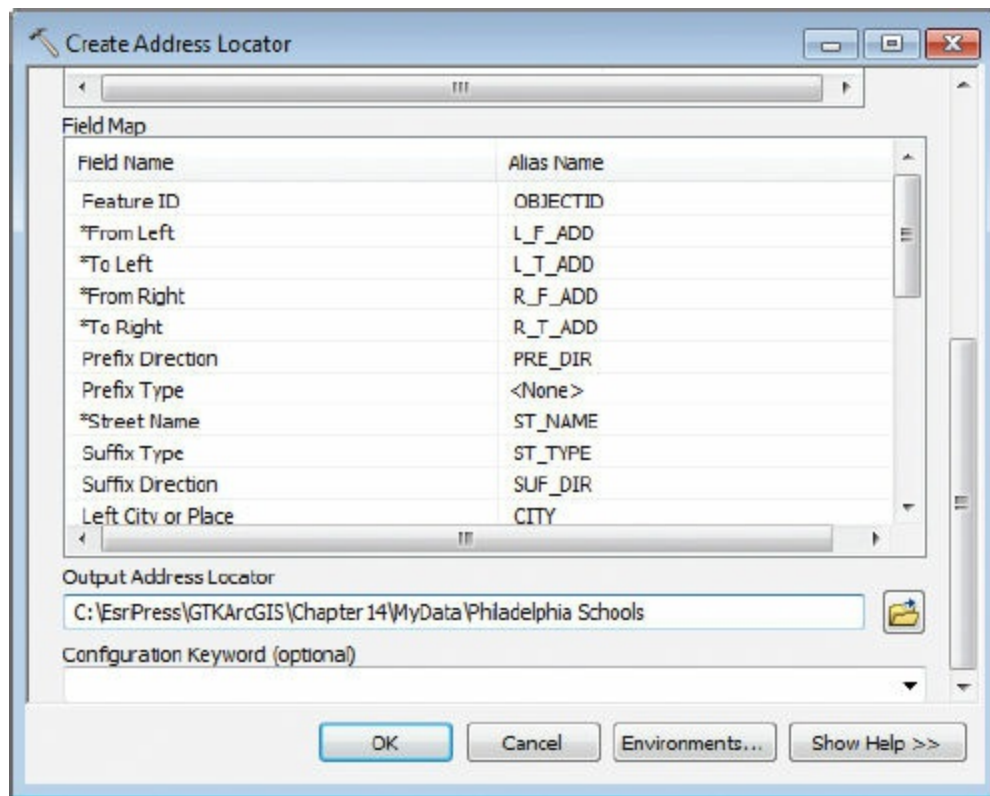 Create Address Locator
Field Map
Field Name Alias Name
Feature ID OBJECTID
*From Left L_F_ADD
*To Left L_T_ADD
*From Right R_F_ADD
*To Right R_T_ADD
Prefix Direction PRE_DIR
Prefix Type <None>
*Street Name ST_NAME
Suffix Type ST_TYPE
Suffix Direction SUF_DIR
Left City or Place CITY
Output Address Locator
C:\EsriPress\GTKArcGIS\Chapter14\MyData\Philadelphia Schools
Configuration Keyword (optional)
OK Cancel Environments... Show Help >>